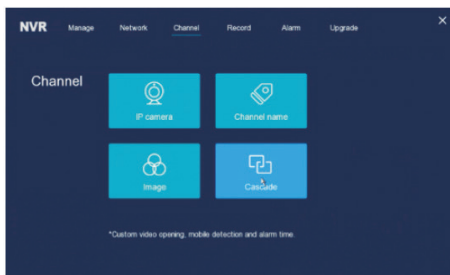 NVR Manage Network Channel Record Alarm Upgrade
Channel
IP camera Channel name
Image Cascade
*Custom video opening, mobile detection and alarm time.